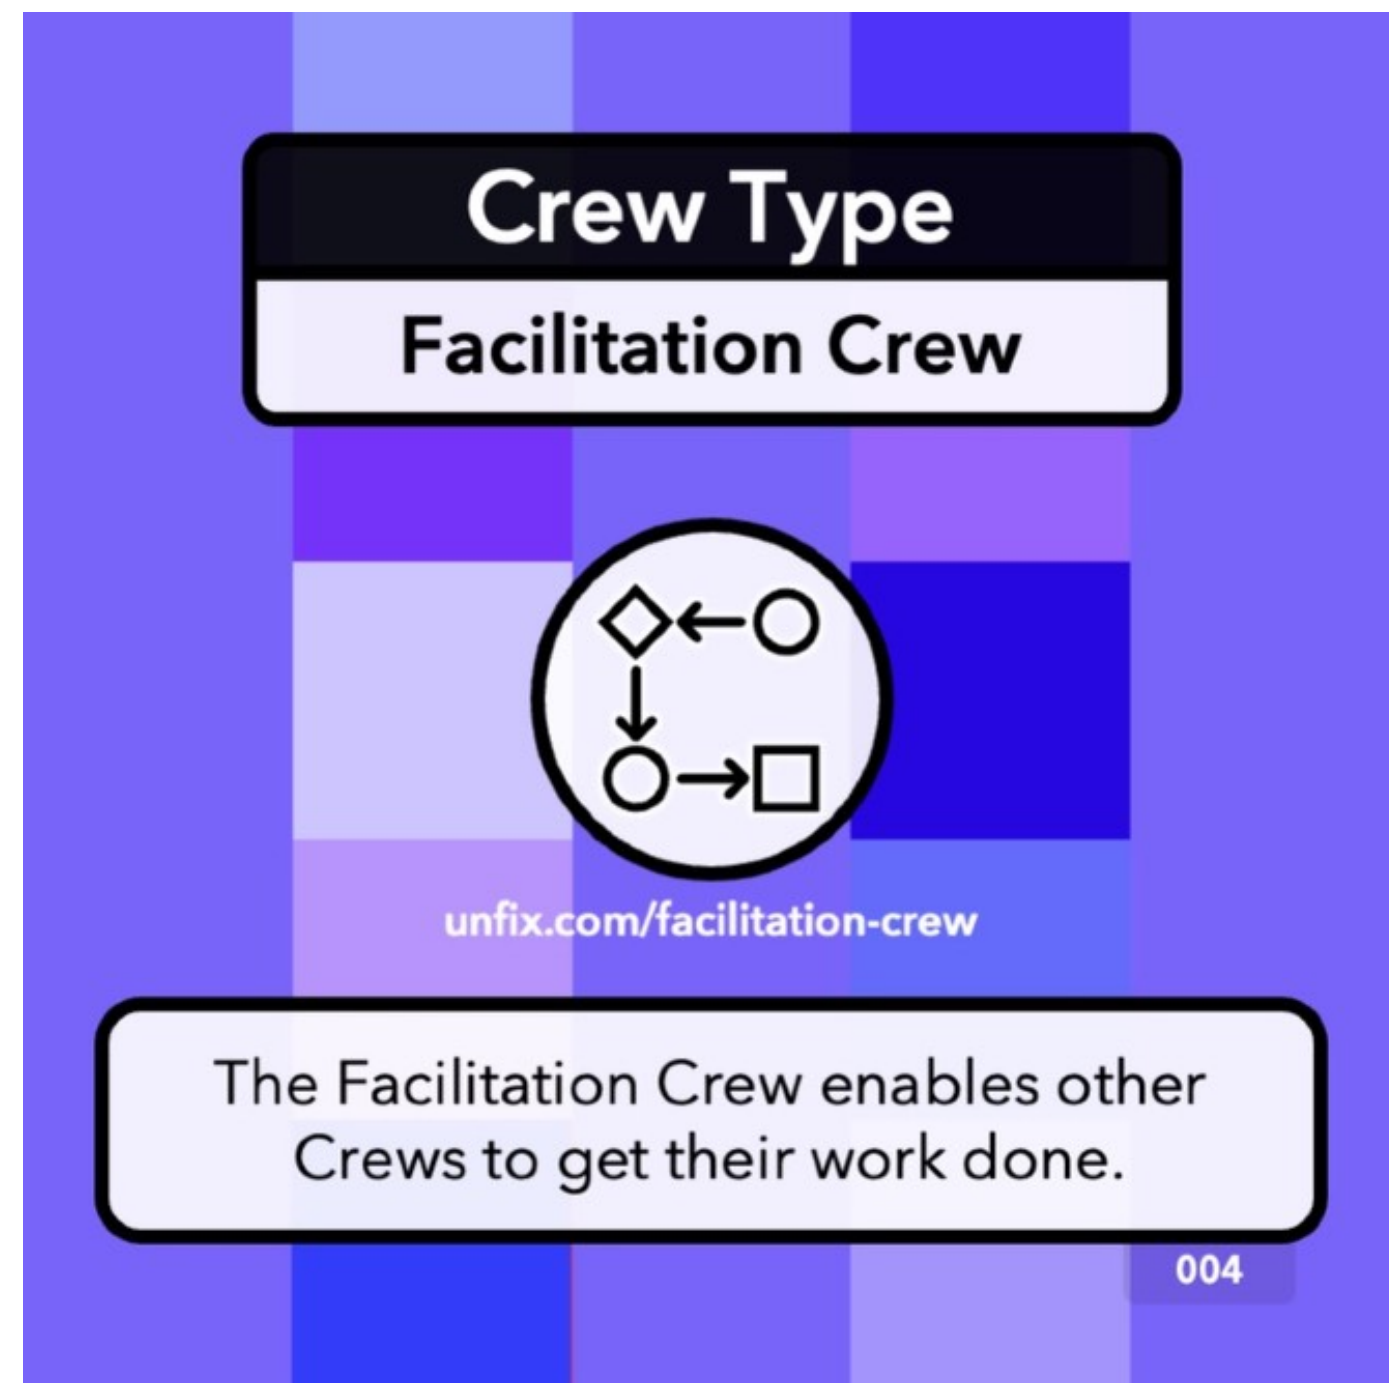 Crew Type
Facilitation Crew
unfix.com/facilitation-crew
The Facilitation Crew enables other
Crews to get their work done.
004